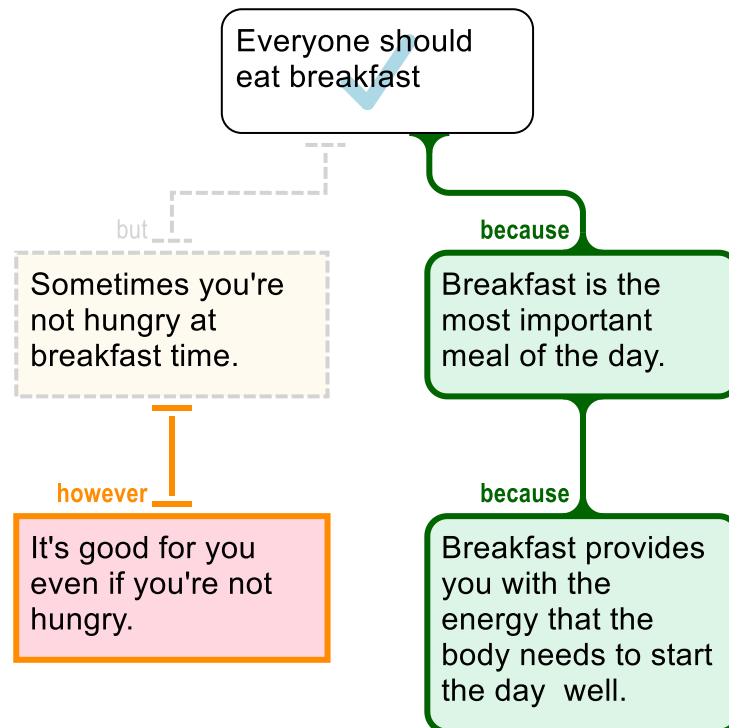 Everyone should
eat breakfast
but
Sometimes you're
not hungry at
breakfast time.
however
It's good for you
even if you're not
hungry.
because
Breakfast is the
most important
meal of the day.
because
Breakfast provides
you with the
energy that the
body needs to start
the day  well.